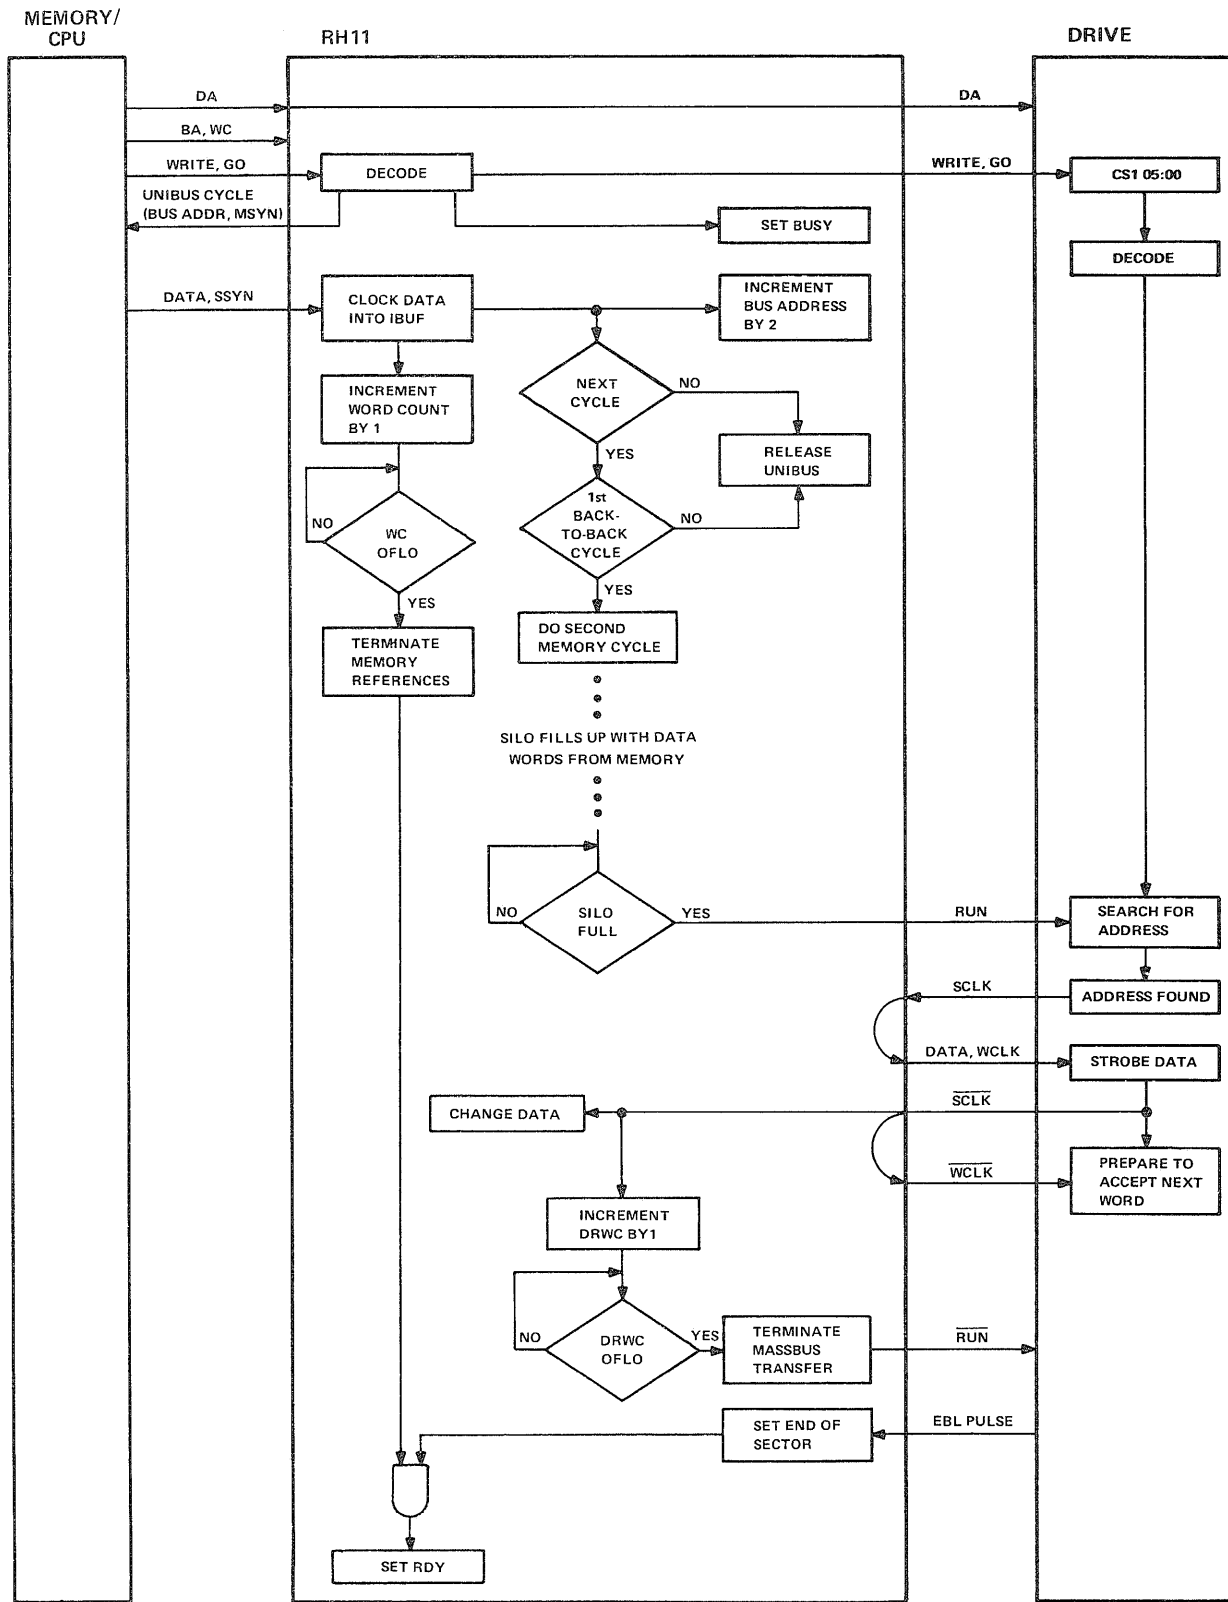 MEMORY/
CPU
RH11
DRIVE
DA
DA
BA, WC
WRITE, GO
DECODE
WRITE, GO
CS1 05:00
UNIBUS CYCLE
(BUS ADDR, MSYN)
SET BUSY
DECODE
DATA, SSYN
CLOCK DATA
INTO IBUF
INCREMENT
BUS ADDRESS
BY 2
INCREMENT
WORD COUNT
BY 1
NEXT
CYCLE
NO
YES
RELEASE
UNIBUS
1st
BACK-
TO-BACK
CYCLE
NO
YES
NO
WC
OFLO
YES
DO SECOND
MEMORY CYCLE
TERMINATE
MEMORY
REFERENCES
SILO FILLS UP WITH DATA
WORDS FROM MEMORY
NO
SILO
FULL
YES
RUN
SEARCH FOR
ADDRESS
SCLK
ADDRESS FOUND
DATA, WCLK
STROBE DATA
CHANGE DATA
SCLK
WCLK
PREPARE TO
ACCEPT NEXT
WORD
INCREMENT
DRWC BY1
NO
DRWC
OFLO
YES
TERMINATE
MASSBUS
TRANSFER
RUN
SET END OF
SECTOR
EBL PULSE
SET RDY